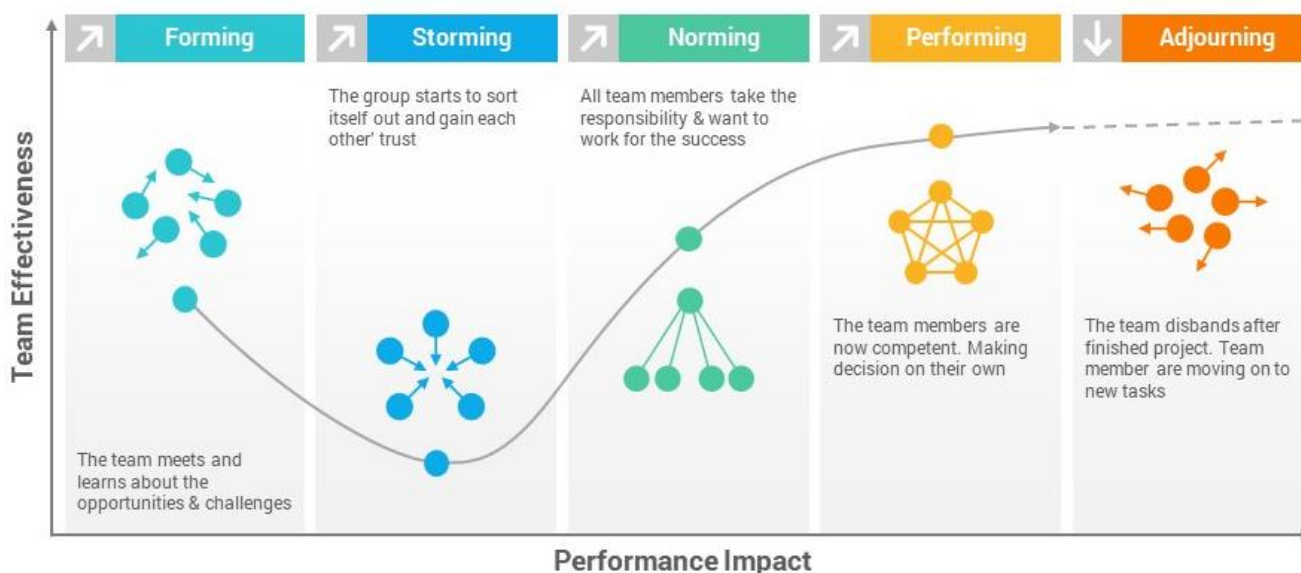 Forming
Storming
Norming
Performing
Adjourning
The group starts to sort
itself out and gain each
other' trust
All team members take the
responsibility & want to
work for the success
Team Effectiveness
The team members are
now competent. Making
decision on their own
The team disbands after
finished project. Team
member are moving on to
new tasks
The team meets and
learns about the
opportunities & challenges
Performance Impact